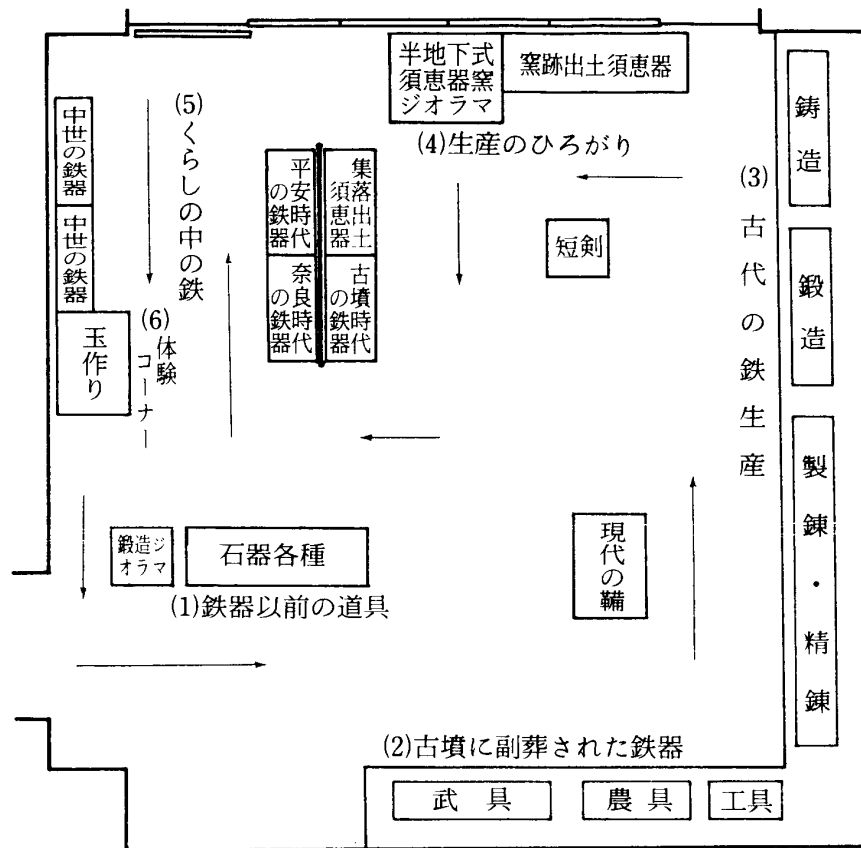 半地下式
須恵器窯
ジオラマ
窯跡出土須恵器
(4)生産のひろがり
鋳造
鍛造
製錬・精錬
(3)古代の鉄生産
短剣
集落出土
須恵器
古墳時代
の鉄器
平安時代
の鉄器
奈良時代
の鉄器
(5)くらしの中の鉄
中世の鉄器
中世の鉄器
玉作り
(6)体験
コーナー
鍛造ジ
オラマ
石器各種
(1)鉄器以前の道具
現代の鞴
(2)古墳に副葬された鉄器
武具
農具
工具